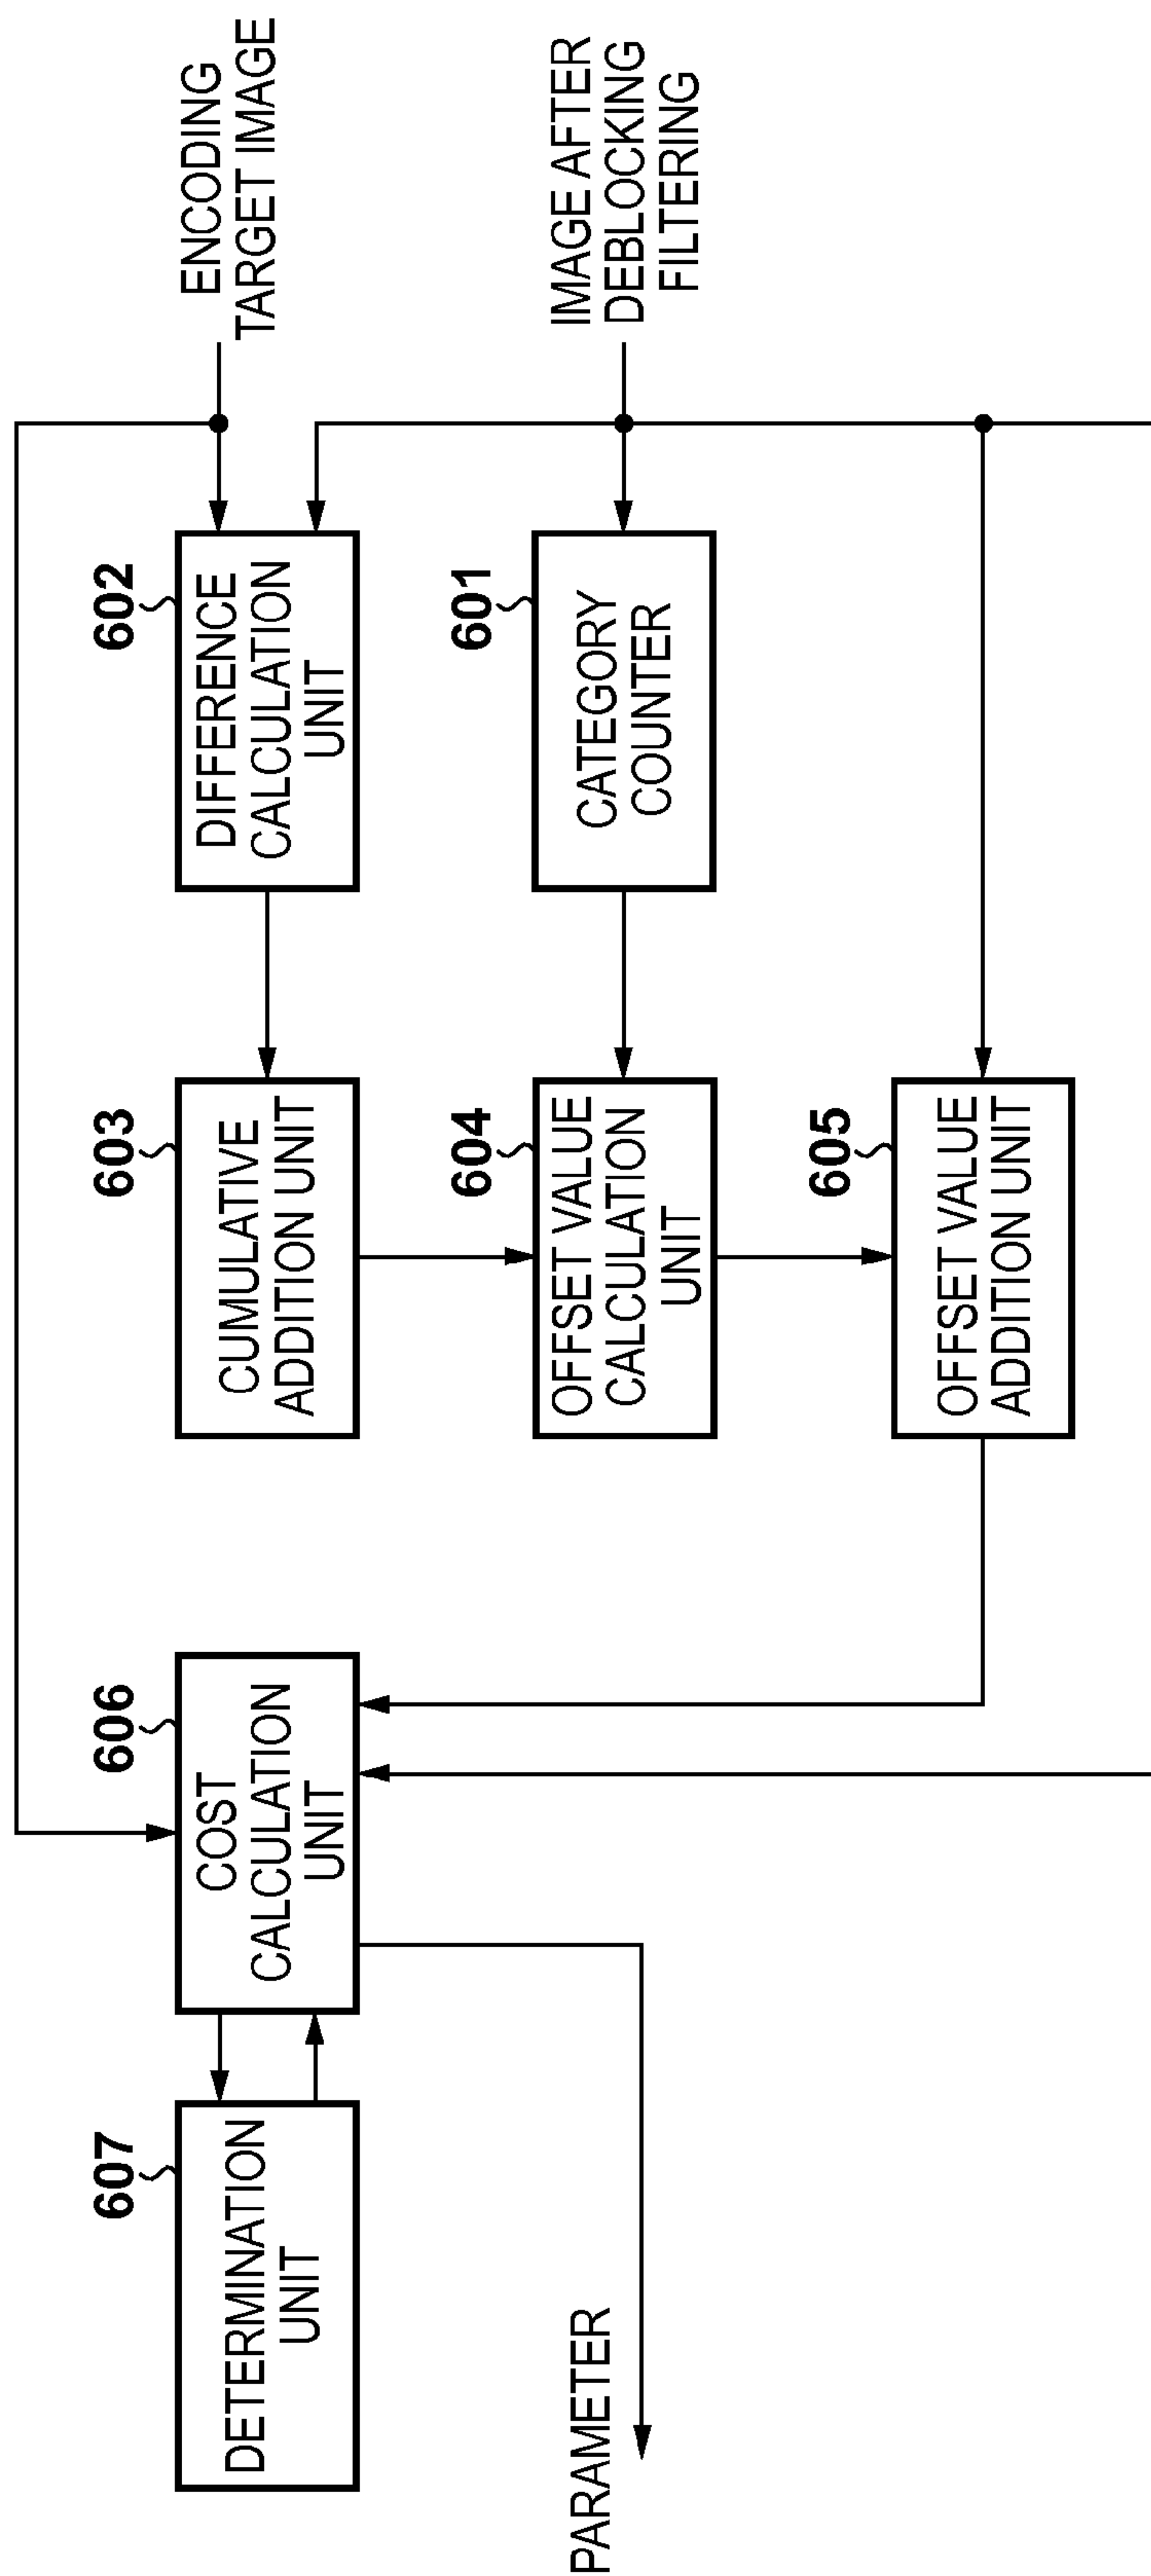 ENCODING
TARGET IMAGE
IMAGE AFTER
DEBLOCKING
FILTERING
602
DIFFERENCE
CALCULATION
UNIT
601
CATEGORY
COUNTER
603
CUMULATIVE
ADDITION UNIT
604
OFFSET VALUE
CALCULATION
UNIT
605
OFFSET VALUE
ADDITION UNIT
606
COST
CALCULATION
UNIT
607
DETERMINATION
UNIT
PARAMETER